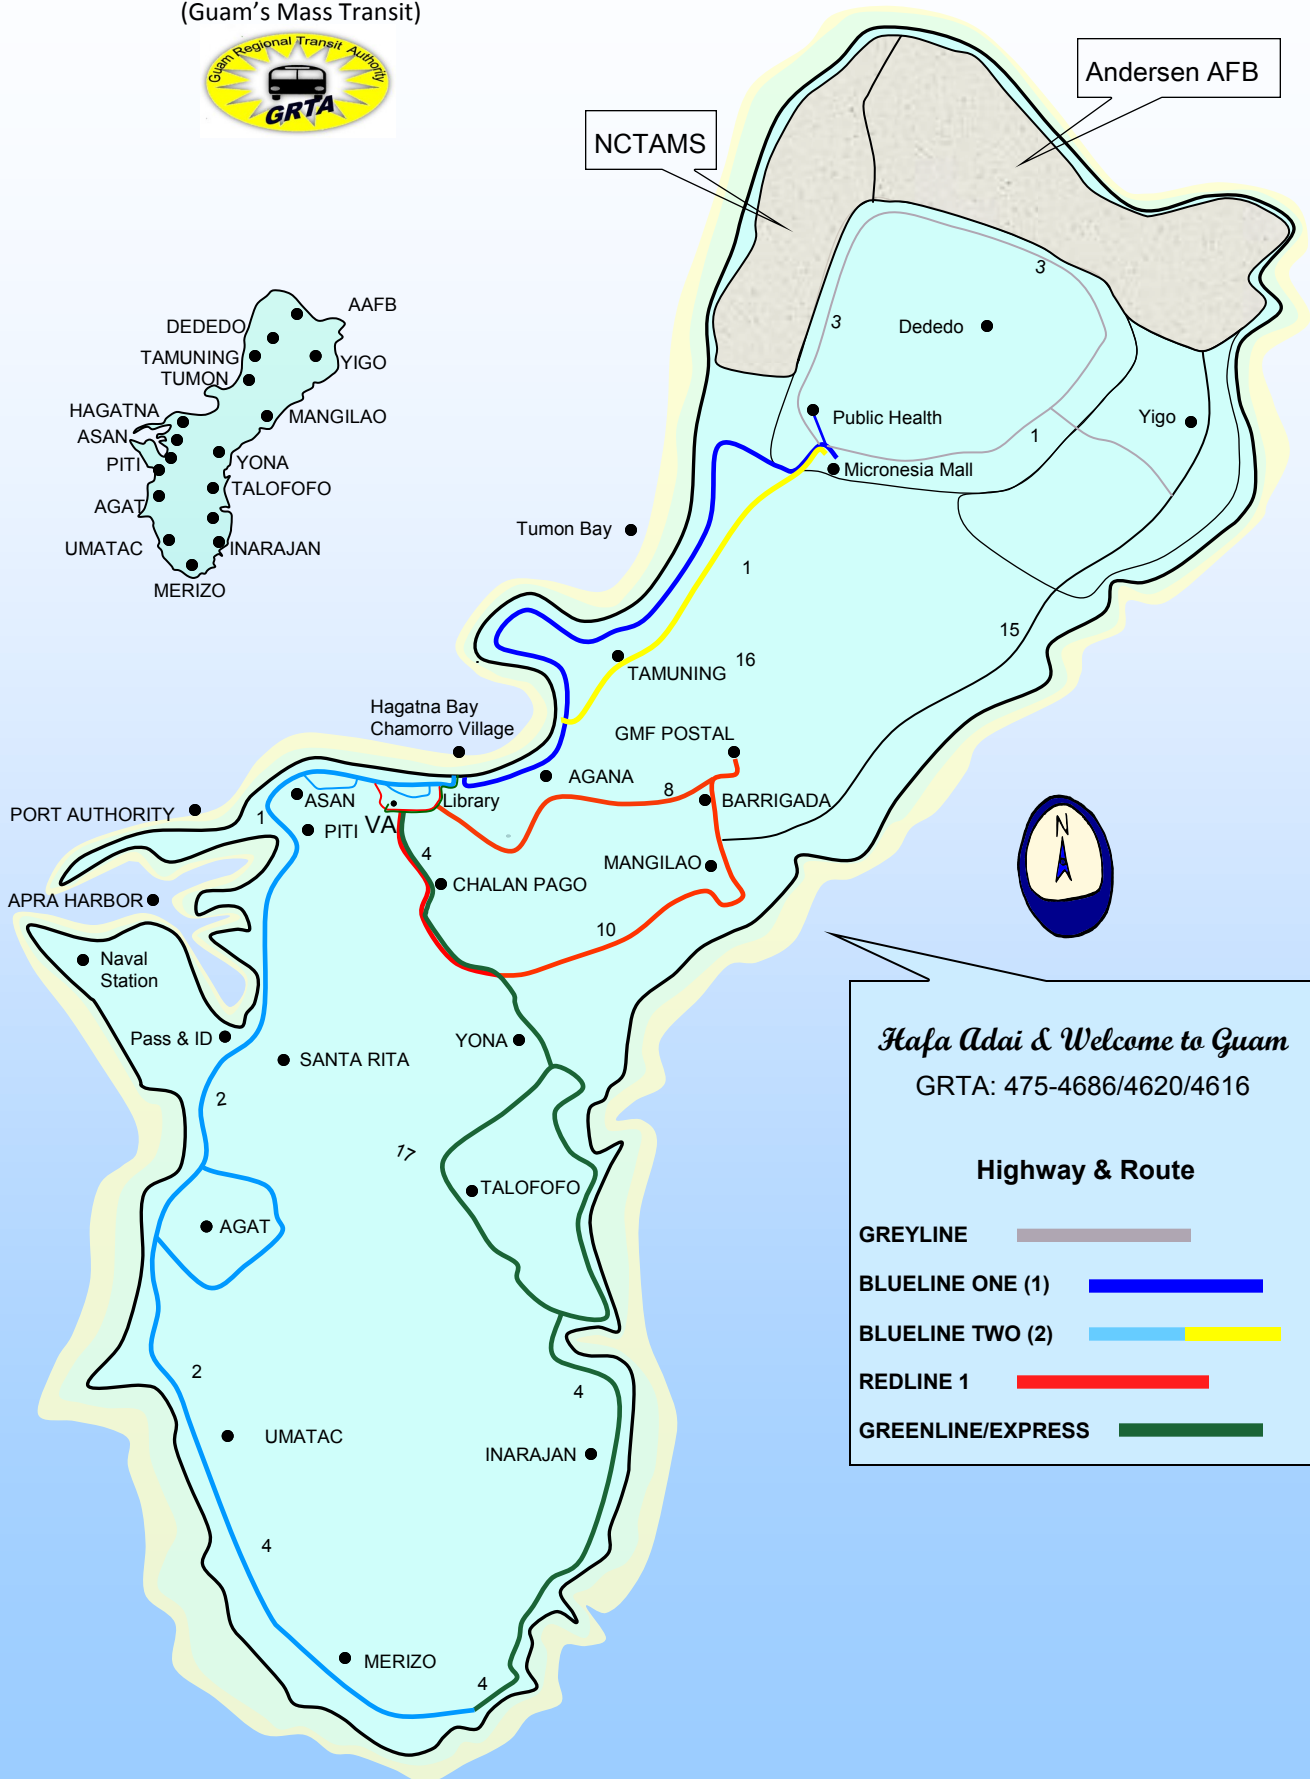 (Guam's Mass Transit)
Guam Regional Transit Authority
GRTA
Andersen AFB
NCTAMS
3
3
Dededo
AAFB
DEDEDO
TAMUNING
YIGO
TUMON
HAGATNA
MANGILAO
ASAN
PITI
YONA
TALOFOFO
AGAT
UMATAC
INARAJAN
MERIZO
Public Health
Yigo
1
Micronesia Mall
Tumon Bay
1
15
16
TAMUNING
Hagatna Bay
Chamorro Village
GMF POSTAL
AGANA
8
BARRIGADA
ASAN
Library
PORT AUTHORITY
1
PITI
VA
4
MANGILAO
CHALAN PAGO
APRA HARBOR
10
N
Naval
Station
Pass & ID
YONA
SANTA RITA
2
17
TALOFOFO
AGAT
2
4
UMATAC
INARAJAN
4
MERIZO
4
Hafa Adai & Welcome to Guam
GRTA: 475-4686/4620/4616
Highway & Route
GREYLINE
BLUELINE ONE (1)
BLUELINE TWO (2)
REDLINE 1
GREENLINE/EXPRESS